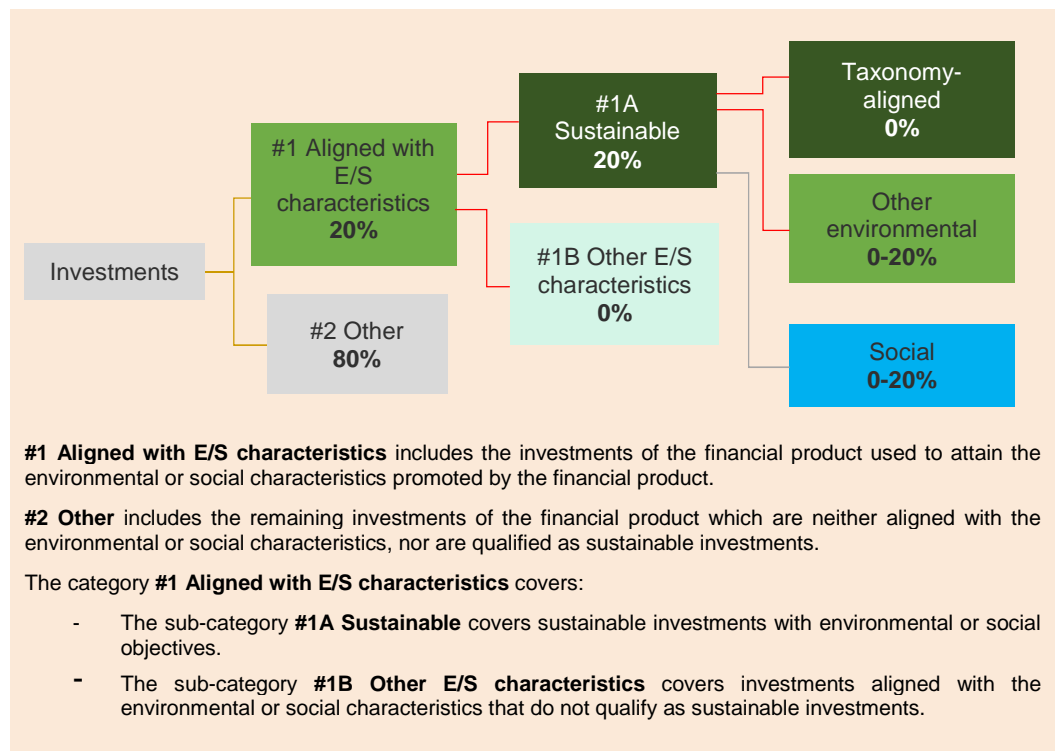 Investments
#1 Aligned with
E/S
characteristics
20%
#2 Other
80%
#1A
Sustainable
20%
#1B Other E/S
characteristics
0%
Taxonomy-
aligned
0%
Other
environmental
0-20%
Social
0-20%
#1 Aligned with E/S characteristics includes the investments of the financial product used to attain the
environmental or social characteristics promoted by the financial product.
#2 Other includes the remaining investments of the financial product which are neither aligned with the
environmental or social characteristics, nor are qualified as sustainable investments.
The category #1 Aligned with E/S characteristics covers:
- The sub-category #1A Sustainable covers sustainable investments with environmental or social
objectives.
- The sub-category #1B Other E/S characteristics covers investments aligned with the
environmental or social characteristics that do not qualify as sustainable investments.